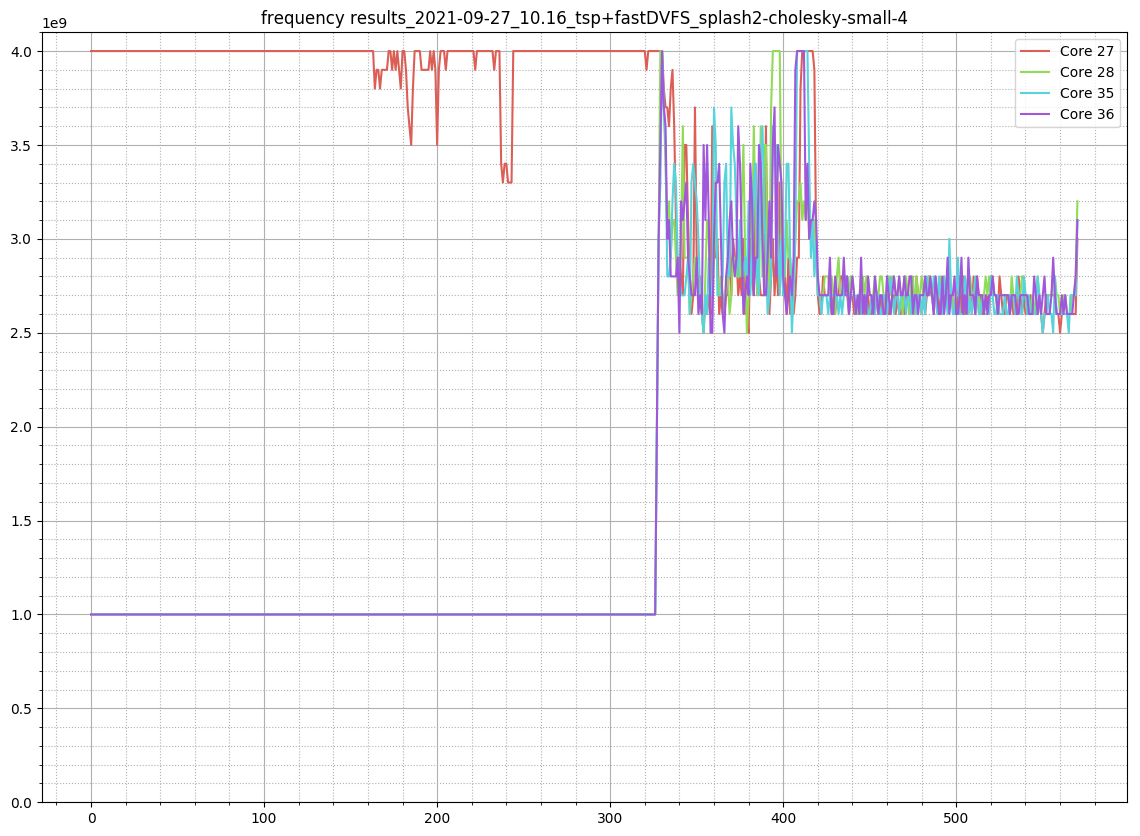 frequency results_2021-09-27_10.16_tsp+fastDVFS_splash2-cholesky-small-4
1e9
4.0
3.5
3.0
2.5
2.0
1.5
1.0
0.5
0.0
0 100 200 300 400 500
Core 27
Core 28
Core 35
Core 36